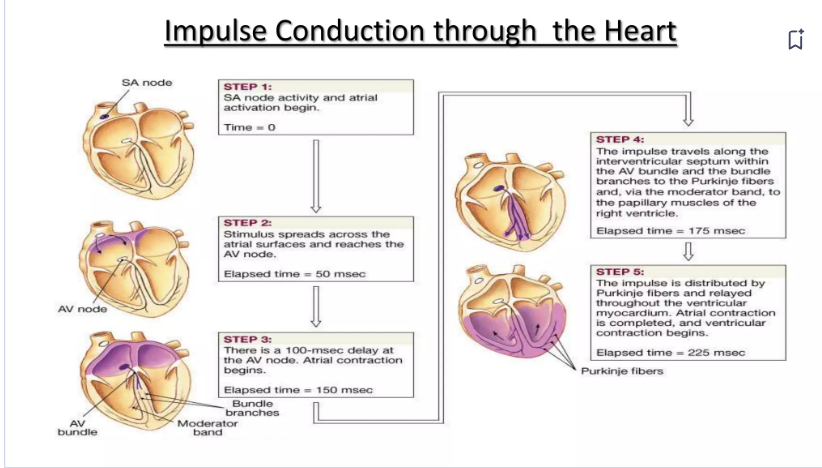 Impulse Conduction through the Heart
SA node
STEP 1:
SA node activity and atrial
activation begin.
Time = 0
STEP 2:
Stimulus spreads across the
atrial surfaces and reaches the
AV node.
Elapsed time = 50 msec
AV node
STEP 3:
There is a 100-msec delay at
the AV node. Atrial contraction
begins.
Elapsed time = 150 msec
Bundle
branches
AV
bundle
Moderator
band
STEP 4:
The impulse travels along the
interventricular septum within
the AV bundle and the bundle
branches to the Purkinje fibers
and, via the moderator band, to
the papillary muscles of the
right ventricle.
Elapsed time = 175 msec
STEP 5:
The impulse is distributed by
Purkinje fibers and relayed
throughout the ventricular
myocardium. Atrial contraction
is completed, and ventricular
contraction begins.
Elapsed time = 225 msec
Purkinje fibers